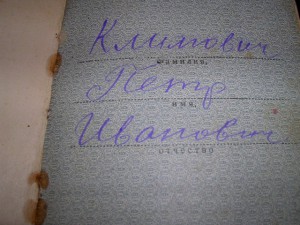 Климович
фамилия,
Петр
имя,
Иванович
отчество